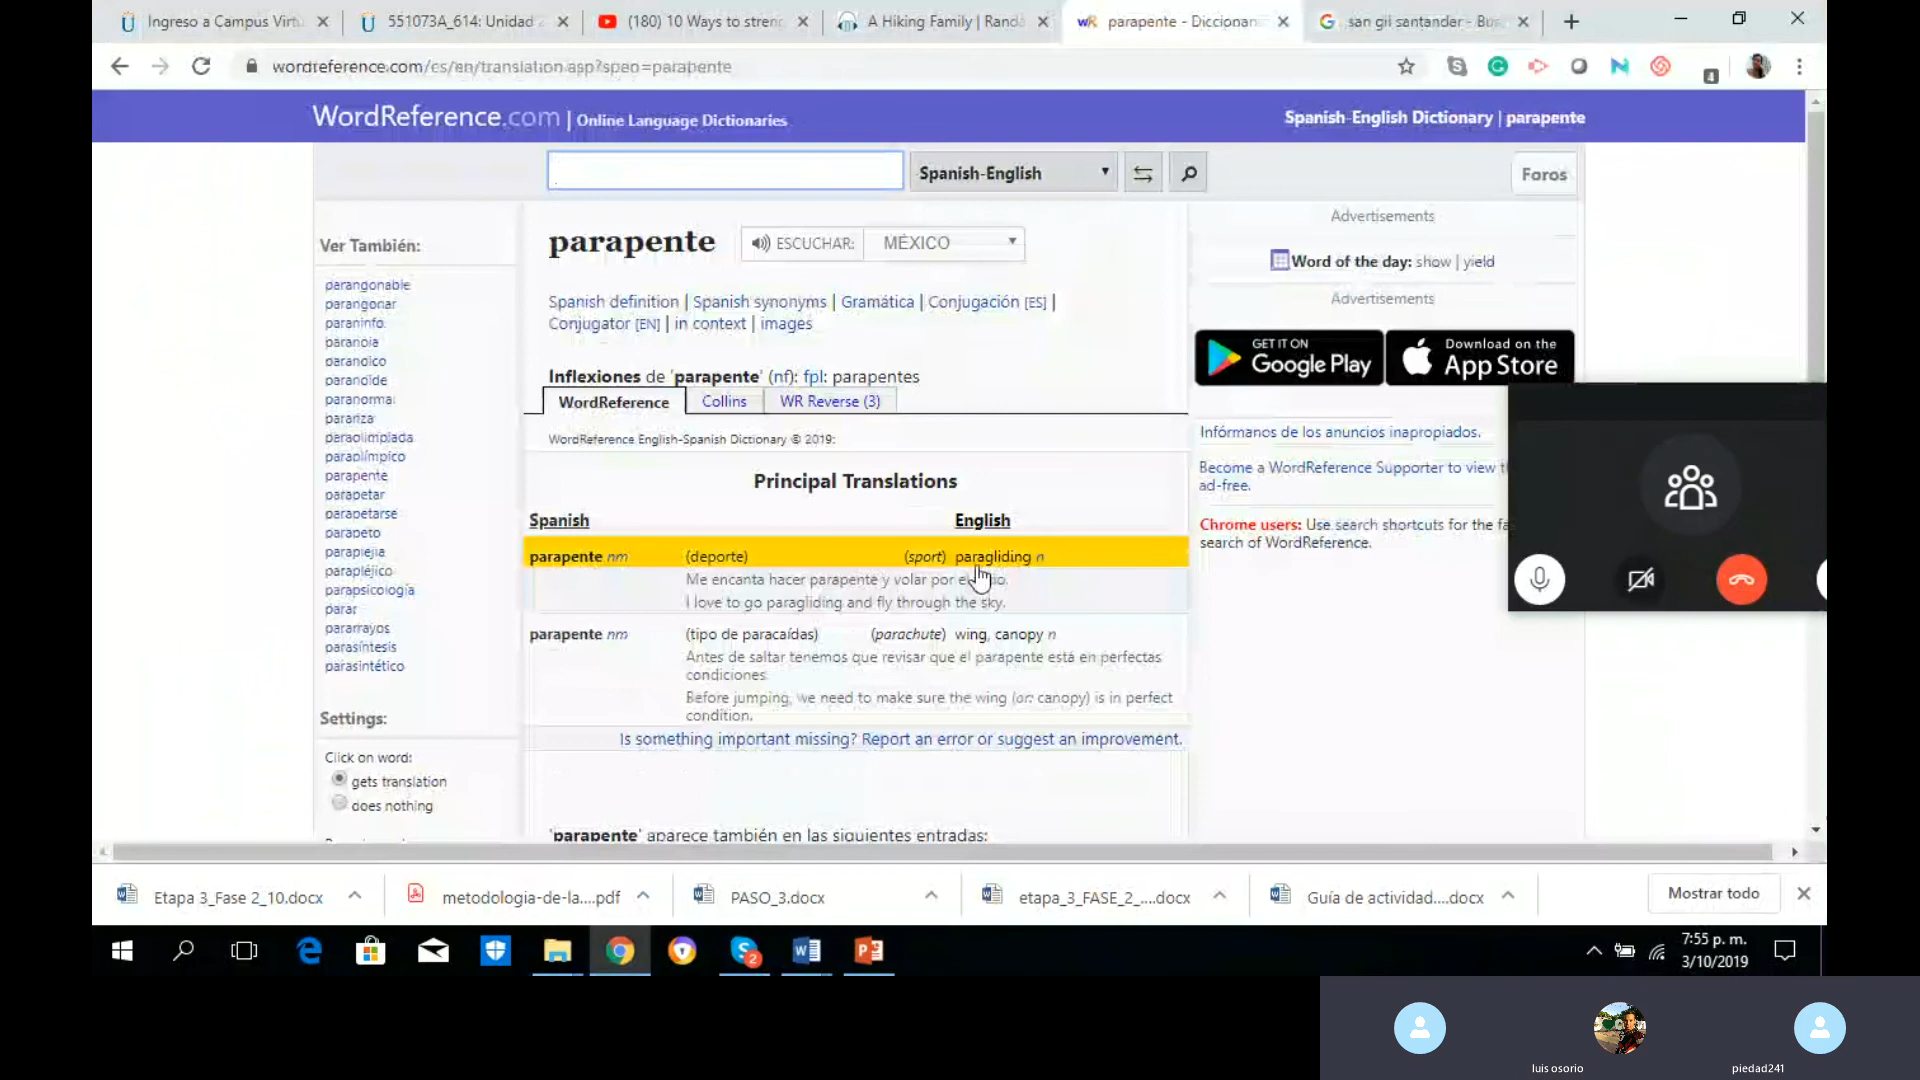 Ingreso a Campus Virtu
551073A_614: Unidad 2
(180) 10 Ways to streng
A Hiking Family | Randa
wR parapente - Diccionari
san gil santander - Bus
wordreference.com/es/en/translation.asp?spen=parapente
4
WordReference.com | Online Language Dictionaries
Spanish-English Dictionary | parapente
Spanish-English
Foros
Ver También:
parangonable
parangonar
paraninfo
paranoia
paranoico
paranoide
paranormal
paranza
paraolimpiada
paraolímpico
parapente
parapetar
parapetarse
parapeto
paraplejia
parapléjico
parapsicología
parar
pararrayos
parasíntesis
parasintético
Settings:
Click on word:
gets translation
does nothing
parapente
ESCUCHAR:
MÉXICO
Spanish definition | Spanish synonyms | Gramática | Conjugación [ES] |
Conjugator [EN] | in context | images
Inflexiones de 'parapente' (nf): fpl: parapentes
WordReference
Collins
WR Reverse (3)
WordReference English-Spanish Dictionary © 2019:
Principal Translations
Spanish
English
parapente nm (deporte) (sport) paragliding n
Me encanta hacer parapente y volar por el
I love to go paragliding and fly through the sky.
parapente nm (tipo de paracaídas) (parachute) wing, canopy n
Antes de saltar tenemos que revisar que el parapente está en perfectas
condiciones.
Before jumping, we need to make sure the wing (or: canopy) is in perfect
condition.
Is something important missing? Report an error or suggest an improvement.
'parapente' aparece también en las siguientes entradas:
Advertisements
Word of the day: show | yield
Advertisements
GET IT ON
Google Play
Download on the
App Store
Infórmanos de los anuncios inapropiados.
Become a WordReference Supporter to view t
ad-free.
Chrome users: Use search shortcuts for the fa
search of WordReference.
Etapa 3_Fase 2_10.docx
metodologia-de-la....pdf
PASO_3.docx
etapa_3_FASE_2_....docx
Guía de actividad....docx
Mostrar todo
2
7:55 p. m.
3/10/2019
luis osorio
piedad241